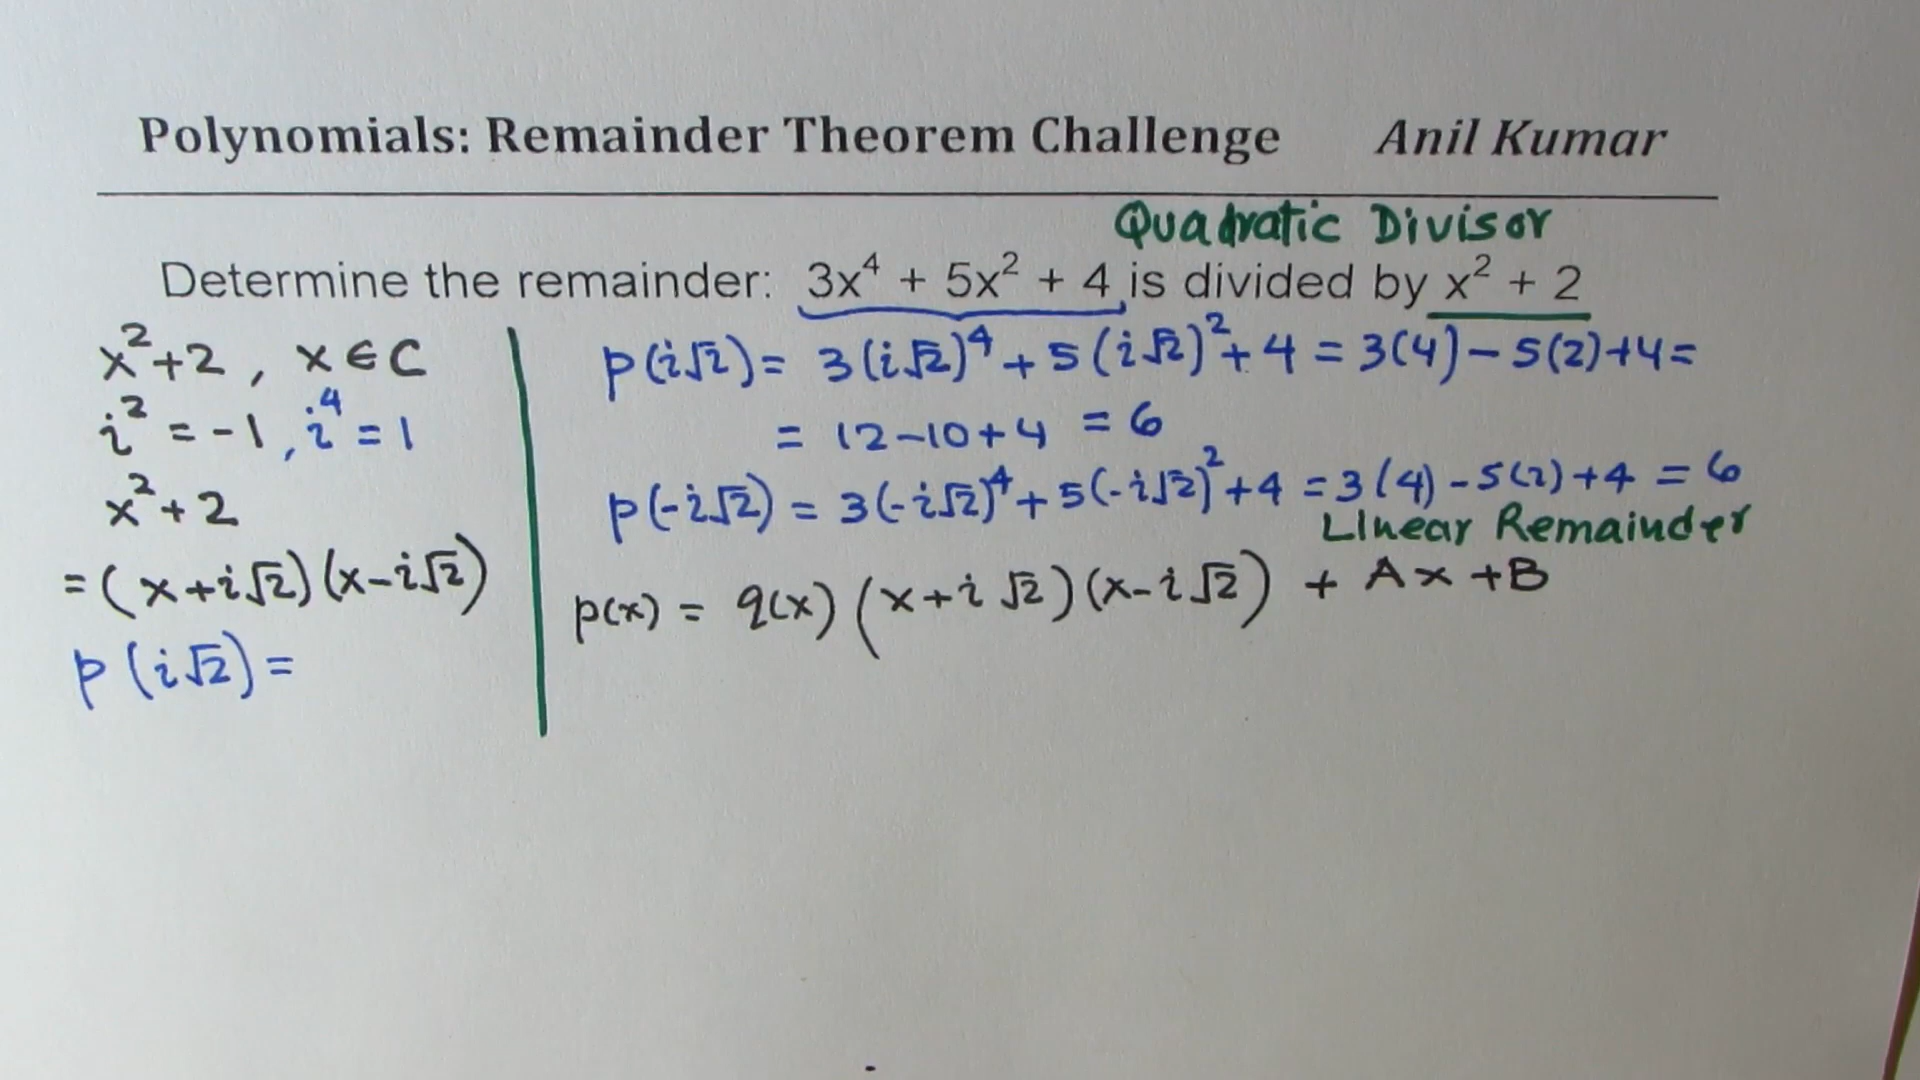 Polynomials: Remainder Theorem Challenge Anil Kumar
Quadratic Divisor
Determine the remainder: 3x⁴ + 5x² + 4 is divided by x² + 2
x²+2 , x ∈ C
i² = -1 , i⁴ = 1
x²+2
= (x+i√2)(x-i√2)
p(i√2) =
p(i√2) = 3(i√2)⁴ + 5(i√2)² + 4 = 3(4) - 5(2) + 4 =
= 12-10+4 = 6
p(-i√2) = 3(-i√2)⁴ + 5(-i√2)² + 4 = 3(4) - 5(2) + 4 = 6
Linear Remainder
p(x) = q(x) (x+i√2)(x-i√2) + Ax + B